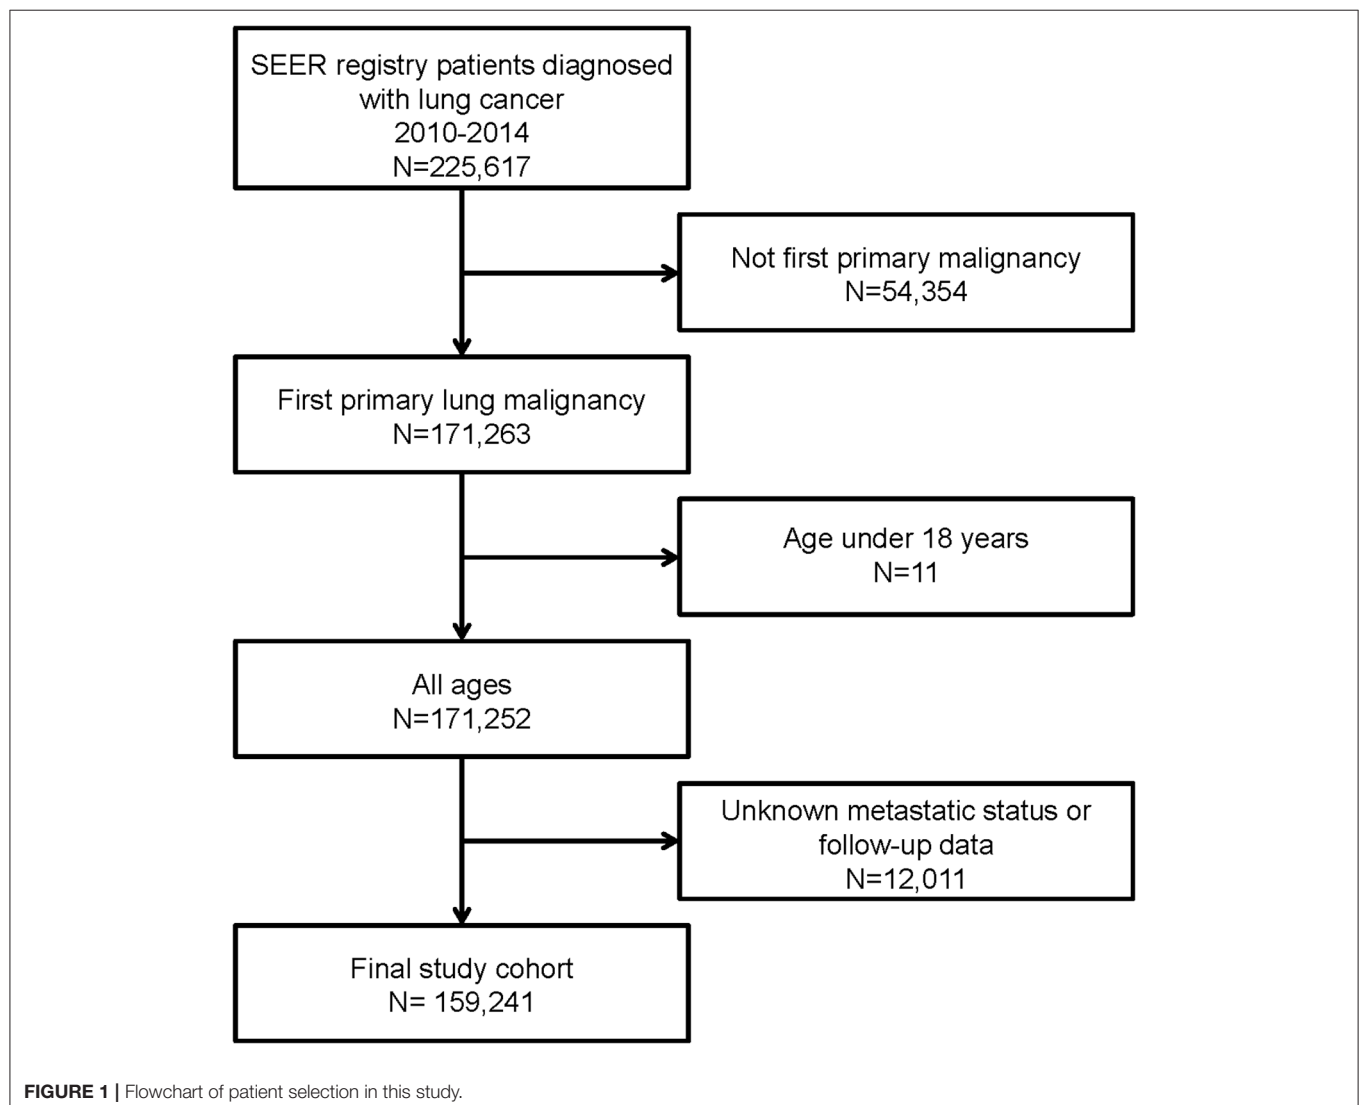 SEER registry patients diagnosed
with lung cancer
2010-2014
N=225,617
Not first primary malignancy
N=54,354
First primary lung malignancy
N=171,263
Age under 18 years
N=11
All ages
N=171,252
Unknown metastatic status or
follow-up data
N=12,011
Final study cohort
N= 159,241
FIGURE 1 | Flowchart of patient selection in this study.